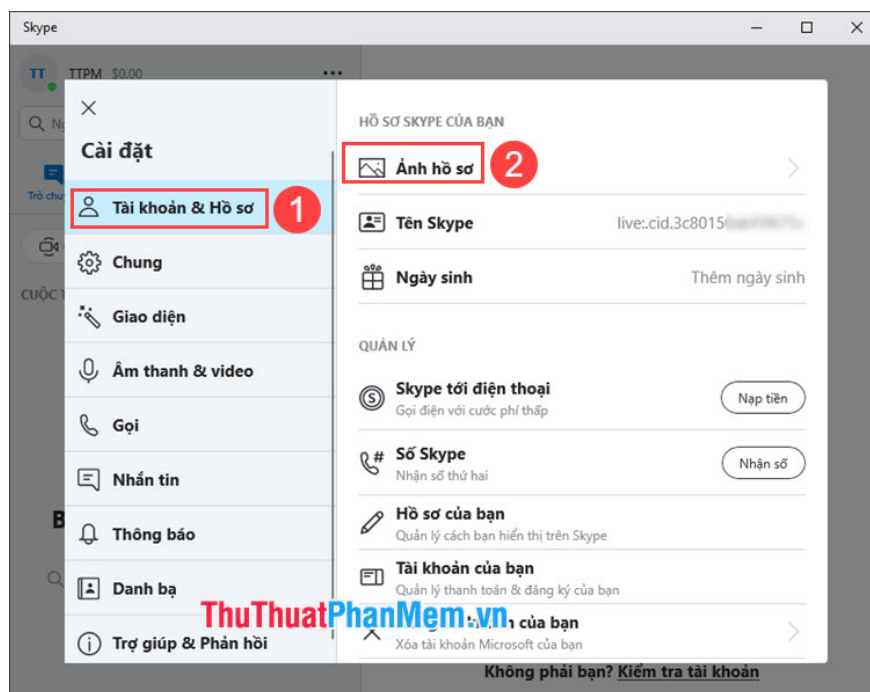 Skype
TT TTPM $0.00
Trò chu
CUỘC T
B
Cài đặt
Tài khoản & Hồ sơ 1
Chung
Giao diện
Âm thanh & video
Gọi
Nhắn tin
Thông báo
Danh bạ
Trợ giúp & Phản hồi
HỒ SƠ SKYPE CỦA BẠN
Ảnh hồ sơ 2
Tên Skype live:.cid.3c8015
Ngày sinh Thêm ngày sinh
QUẢN LÝ
Skype tới điện thoại
Gọi điện với cước phí thấp
Nạp tiền
Số Skype
Nhận số thứ hai
Nhận số
Hồ sơ của bạn
Quản lý cách bạn hiển thị trên Skype
Tài khoản của bạn
Quản lý thanh toán & đăng ký của bạn
ThuThuatPhanMem.vn
của bạn
Xóa tài khoản Microsoft của bạn
Không phải bạn? Kiểm tra tài khoản